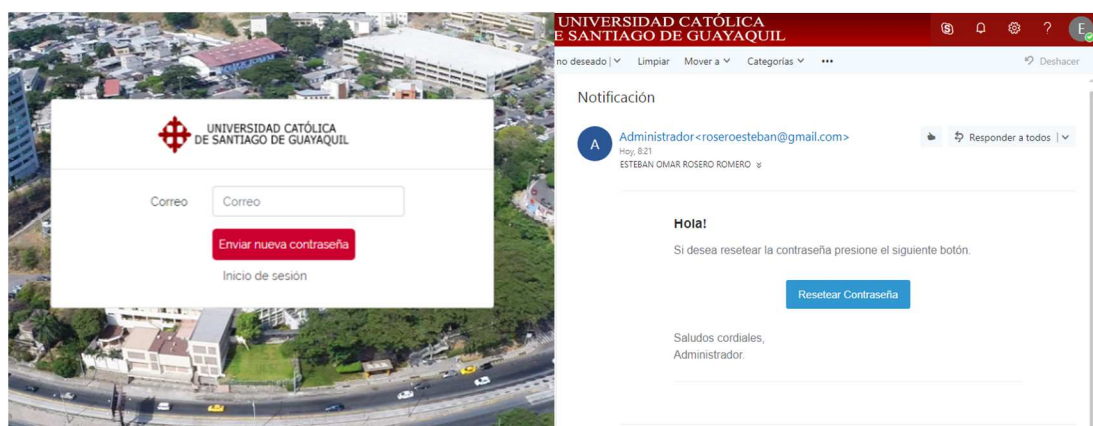 UNIVERSIDAD CATÓLICA
DE SANTIAGO DE GUAYAQUIL
Correo
Correo
Enviar nueva contraseña
Inicio de sesión
UNIVERSIDAD CATÓLICA
E SANTIAGO DE GUAYAQUIL
E
no deseado | Limpiar Mover a Categorías ••• Deshacer
Notificación
A
Administrador<roseroesteban@gmail.com>
Responder a todos |
Hoy, 8:21
ESTEBAN OMAR ROSERO ROMERO
Hola!
Si desea resetear la contraseña presione el siguiente botón.
Resetear Contraseña
Saludos cordiales,
Administrador.